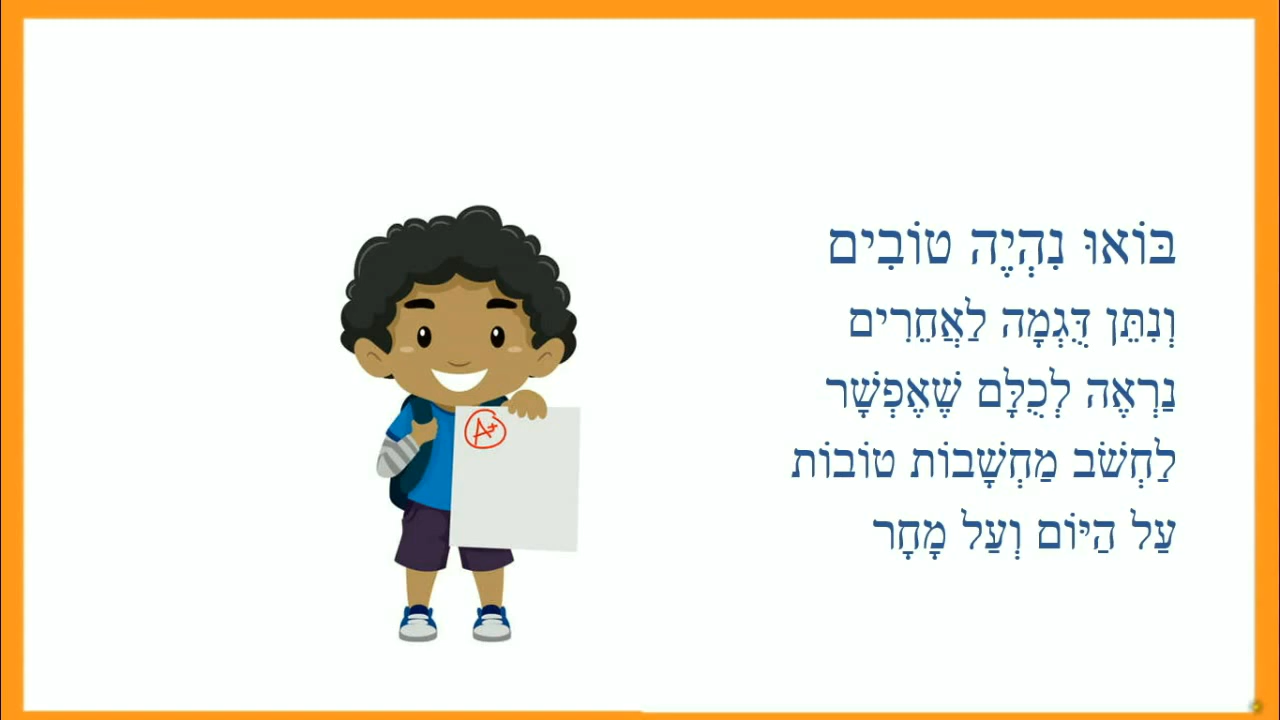 בּוֹאוּ נִהְיֶה טוֹבִים
וְנִתֵּן דֻּגְמָה לַאֲחֵרִים
נַרְאֶה לְכֻלָּם שֶׁאֶפְשָׁר
לַחְשֹׁב מַחְשָׁבוֹת טוֹבוֹת
עַל הַיּוֹם וְעַל מָחָר
A+